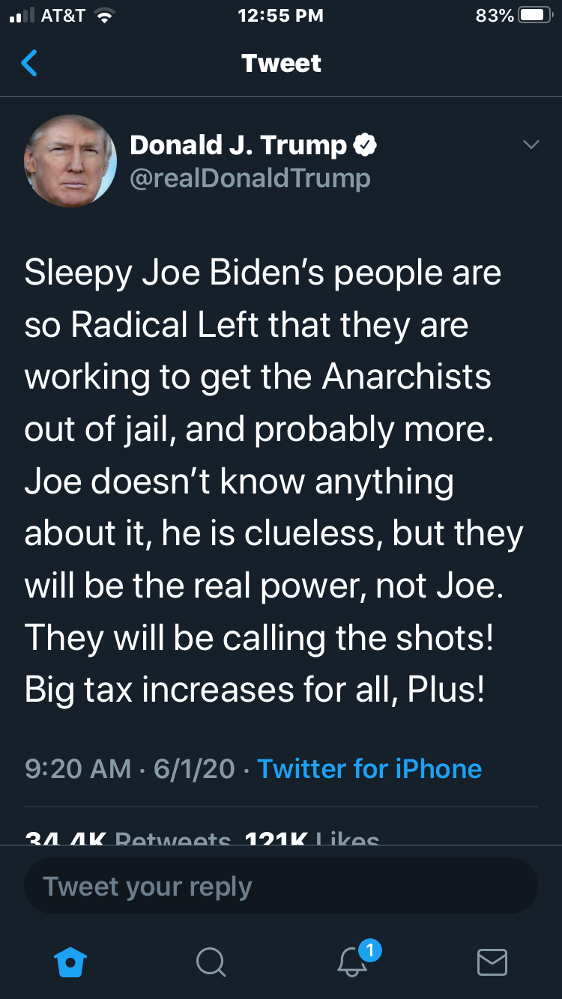 AT&T 12:55 PM 83%
Tweet
Donald J. Trump
@realDonaldTrump
Sleepy Joe Biden’s people are
so Radical Left that they are
working to get the Anarchists
out of jail, and probably more.
Joe doesn’t know anything
about it, he is clueless, but they
will be the real power, not Joe.
They will be calling the shots!
Big tax increases for all, Plus!
9:20 AM · 6/1/20 · Twitter for iPhone
34.4K Retweets 121K Likes
Tweet your reply
1